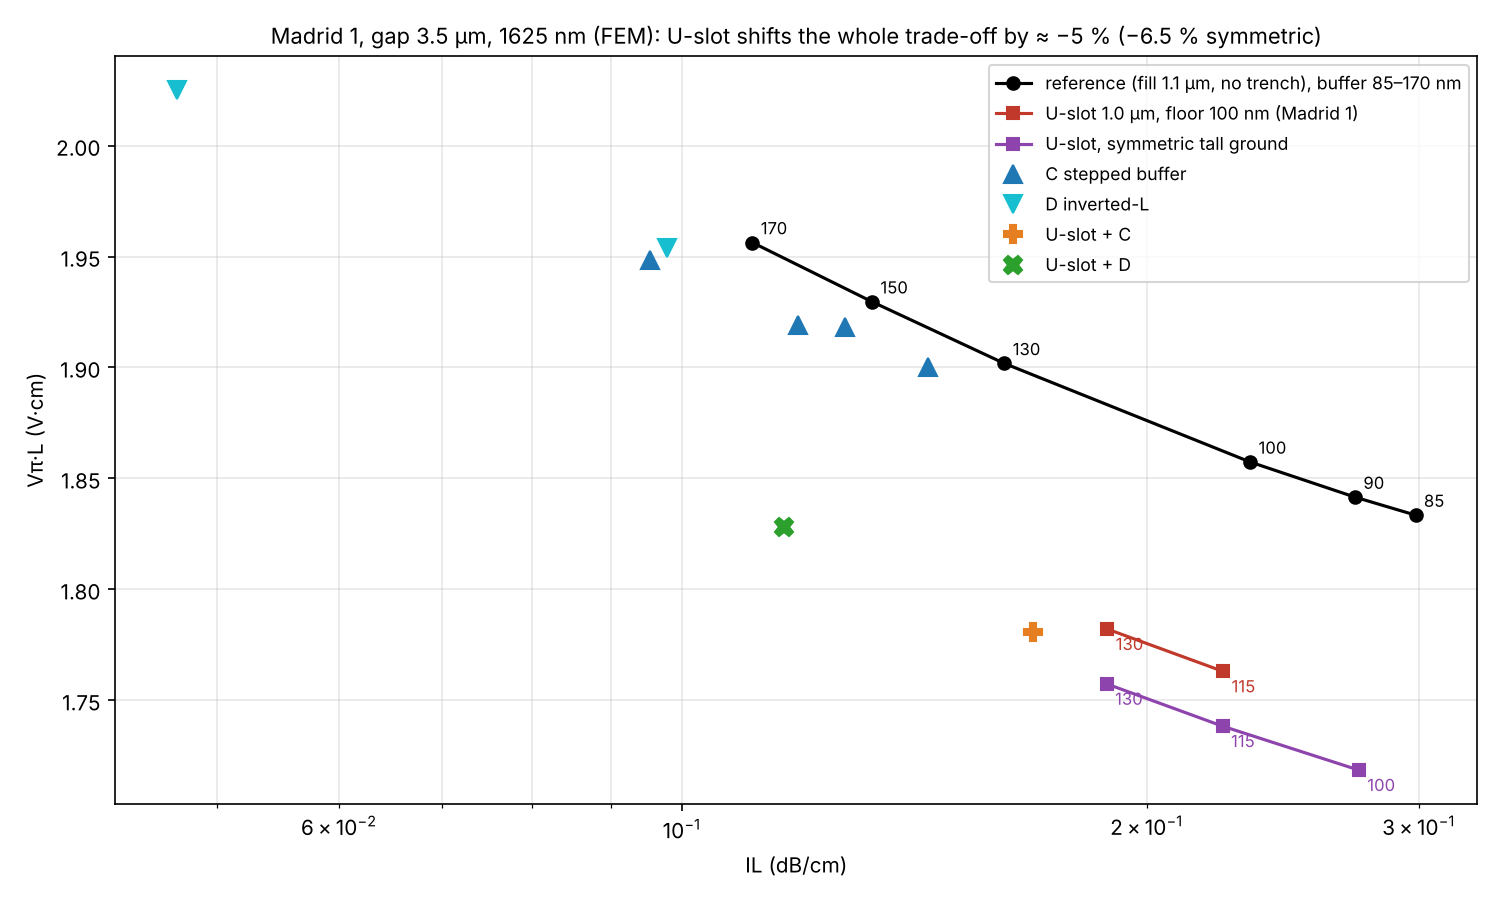 Madrid 1, gap 3.5 µm, 1625 nm (FEM): U-slot shifts the whole trade-off by ≈ −5 % (−6.5 % symmetric)
reference (fill 1.1 µm, no trench), buffer 85–170 nm
U-slot 1.0 µm, floor 100 nm (Madrid 1)
U-slot, symmetric tall ground
C stepped buffer
D inverted-L
U-slot + C
U-slot + D
170
150
130
100
90
85
130
115
130
115
100
2.00
1.95
1.90
1.85
1.80
1.75
Vπ·L (V·cm)
6 × 10⁻²
10⁻¹
2 × 10⁻¹
3 × 10⁻¹
IL (dB/cm)